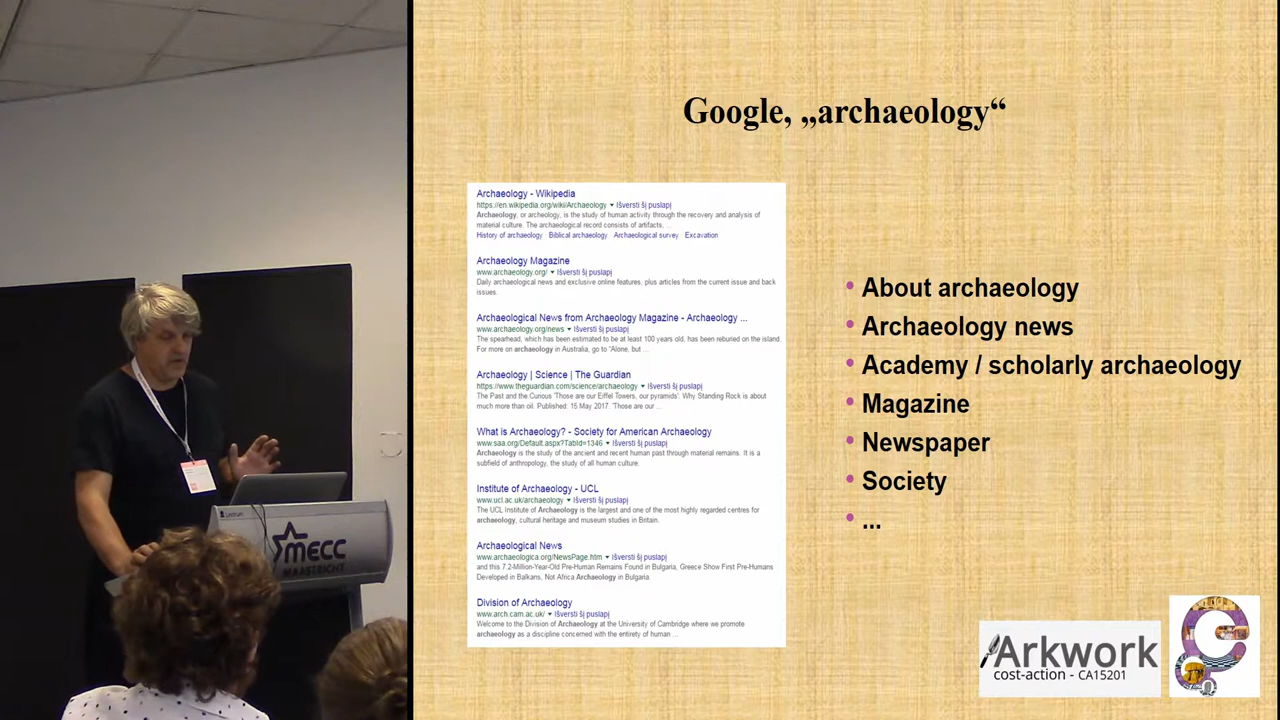 Google, „archaeology“
Archaeology - Wikipedia
https://en.wikipedia.org/wiki/Archaeology ▾ Išversti šį puslapį
Archaeology, or archeology, is the study of human activity through the recovery and analysis of
material culture. The archaeological record consists of artifacts, ...
History of archaeology · Biblical archaeology · Archaeological survey · Excavation
Archaeology Magazine
www.archaeology.org/ ▾ Išversti šį puslapį
Daily archaeological news and exclusive online features, plus articles from the current issue and back
issues.
Archaeological News from Archaeology Magazine - Archaeology ...
www.archaeology.org/news ▾ Išversti šį puslapį
The spearhead, which has been estimated to be at least 100 years old, has been reburied on the island.
For more on archaeology in Australia, go to "Alone, but ...
Archaeology | Science | The Guardian
https://www.theguardian.com/science/archaeology ▾ Išversti šį puslapį
The Past and the Curious 'Those are our Eiffel Towers, our pyramids': Why Standing Rock is about
much more than oil. Published: 15 May 2017. 'Those are our ...
What is Archaeology? - Society for American Archaeology
www.saa.org/Default.aspx?TabId=1346 ▾ Išversti šį puslapį
Archaeology is the study of the ancient and recent human past through material remains. It is a
subfield of anthropology, the study of all human culture.
Institute of Archaeology - UCL
www.ucl.ac.uk/archaeology ▾ Išversti šį puslapį
The UCL Institute of Archaeology is the largest and one of the most highly regarded centres for
archaeology, cultural heritage and museum studies in Britain.
Archaeological News
www.archaeologica.org/NewsPage.htm ▾ Išversti šį puslapį
and this 7.2-Million-Year-Old Pre-Human Remains Found in Bulgaria, Greece Show First Pre-Humans
Developed in Balkans, Not Africa Archaeology in Bulgaria.
Division of Archaeology
www.arch.cam.ac.uk/ ▾ Išversti šį puslapį
Welcome to the Division of Archaeology at the University of Cambridge where we promote
archaeology as a discipline concerned with the entirety of human ...
• About archaeology
• Archaeology news
• Academy / scholarly archaeology
• Magazine
• Newspaper
• Society
• ...
Arkwork
cost-action - CA15201
mecc
MAASTRICHT